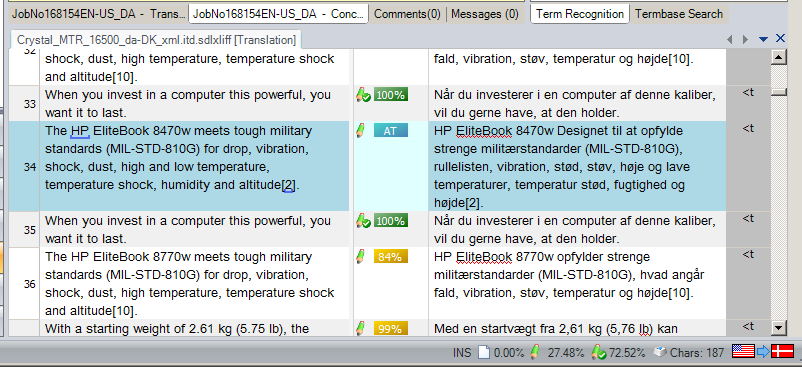 JobNo168154EN-US_DA - Trans... JobNo168154EN-US_DA - Conc... Comments(0) Messages (0) Term Recognition Termbase Search
Crystal_MTR_16500_da-DK_xml.itd.sdlxliff [Translation]
32
shock, dust, high temperature, temperature shock
and altitude[10].
fald, vibration, støv, temperatur og højde[10].
33
When you invest in a computer this powerful, you
want it to last.
100%
Når du investerer i en computer af denne kaliber,
vil du gerne have, at den holder.
<t
34
The HP EliteBook 8470w meets tough military
standards (MIL-STD-810G) for drop, vibration,
shock, dust, high and low temperature,
temperature shock, humidity and altitude[2].
AT
HP EliteBook 8470w Designet til at opfylde
strenge militærstandarder (MIL-STD-810G),
rullelisten, vibration, stød, støv, høje og lave
temperaturer, temperatur stød, fugtighed og
højde[2].
<t
35
When you invest in a computer this powerful, you
want it to last.
100%
Når du investerer i en computer af denne kaliber,
vil du gerne have, at den holder.
<t
36
The HP EliteBook 8770w meets tough military
standards (MIL-STD-810G) for drop, vibration,
shock, dust, high temperature, temperature shock
and altitude[10].
84%
HP EliteBook 8770w opfylder strenge
militærstandarder (MIL-STD-810G), hvad angår
fald, vibration, støv, temperatur og højde[10].
<t
With a starting weight of 2.61 kg (5.75 lb), the
99%
Med en startvægt fra 2,61 kg (5,76 lb) kan
<t
INS 0.00% 27.48% 72.52% Chars: 187